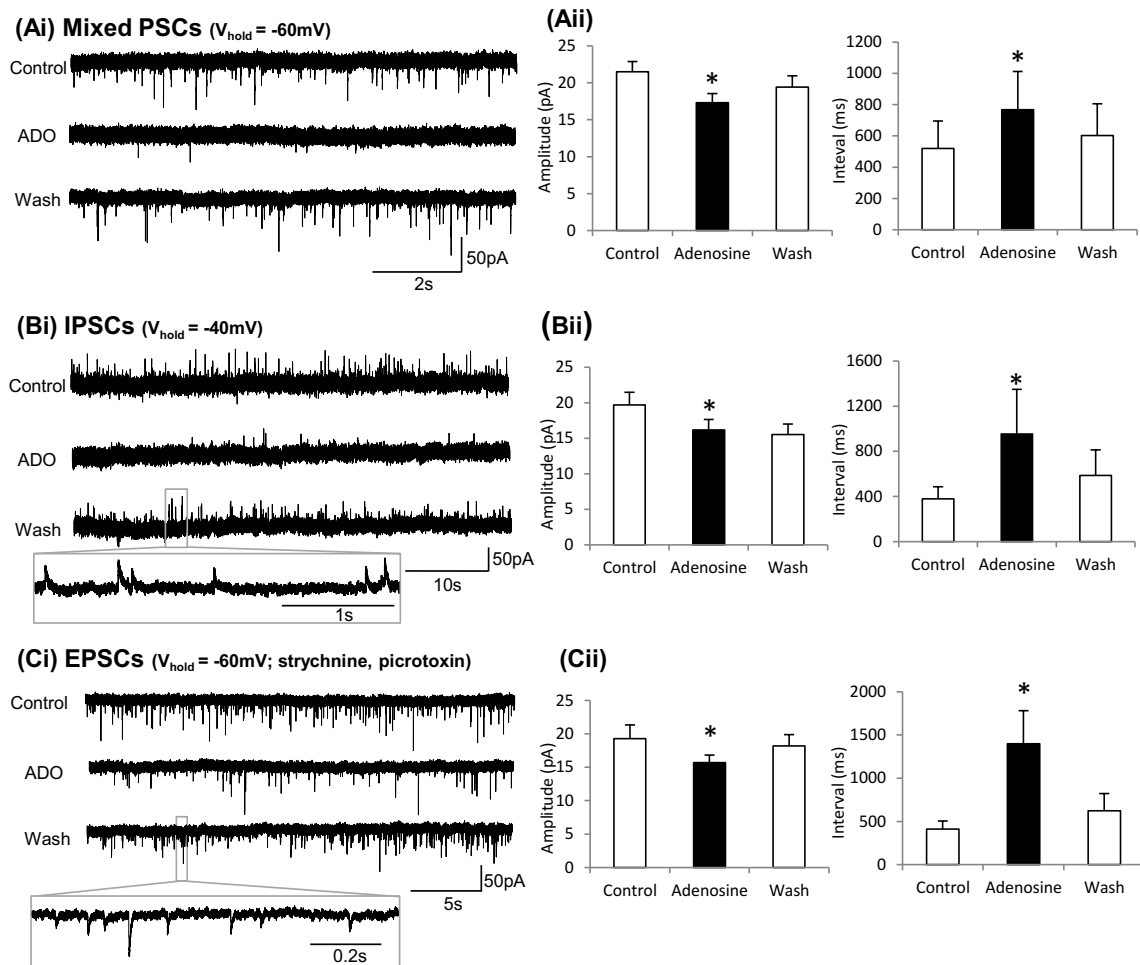 (Ai) Mixed PSCs (Vhold = -60mV)
Control
ADO
Wash
50pA
2s
(Aii)
25
20
15
10
5
0
Amplitude (pA)
*
Control Adenosine Wash
1200
1000
800
600
400
200
0
Inteval (ms)
*
Control Adenosine Wash
(Bi) IPSCs (Vhold = -40mV)
Control
ADO
Wash
50pA
10s
1s
(Bii)
25
20
15
10
5
0
Amplitude (pA)
*
Control Adenosine Wash
1600
1200
800
400
0
Interval (ms)
*
Control Adenosine Wash
(Ci) EPSCs (Vhold = -60mV; strychnine, picrotoxin)
Control
ADO
Wash
50pA
5s
0.2s
(Cii)
25
20
15
10
5
0
Amplitude (pA)
*
Control Adenosine Wash
2000
1500
1000
500
0
Interval (ms)
*
Control Adenosine Wash